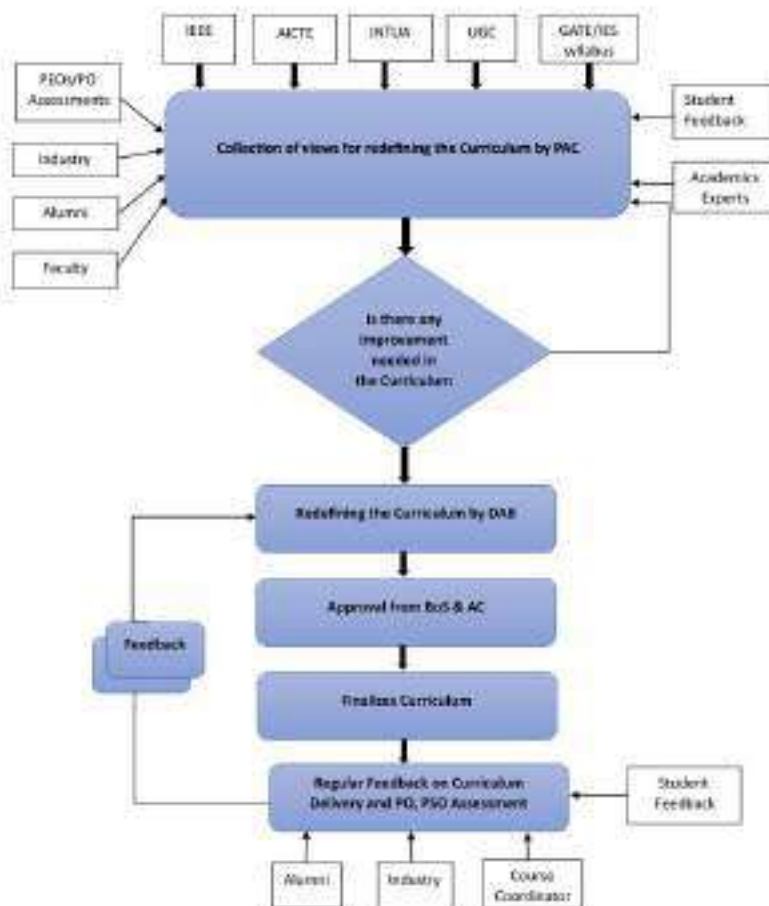 IEEE
AICTE
JNTUA
UGC
GATE/IES
syllabus
PEOs/PO
Assessments
Industry
Alumni
Faculty
Collection of views for redefining the Curriculum by PAC
Student
Feedback
Academics
Experts
Is there any
improvement
needed in
the Curriculum
Redefining the Curriculum by DAB
Approval from BoS & AC
Feedback
Finalizes Curriculum
Regular Feedback on Curriculum
Delivery and PO, PSO Assessment
Student
Feedback
Alumni
Industry
Course
Coordinator